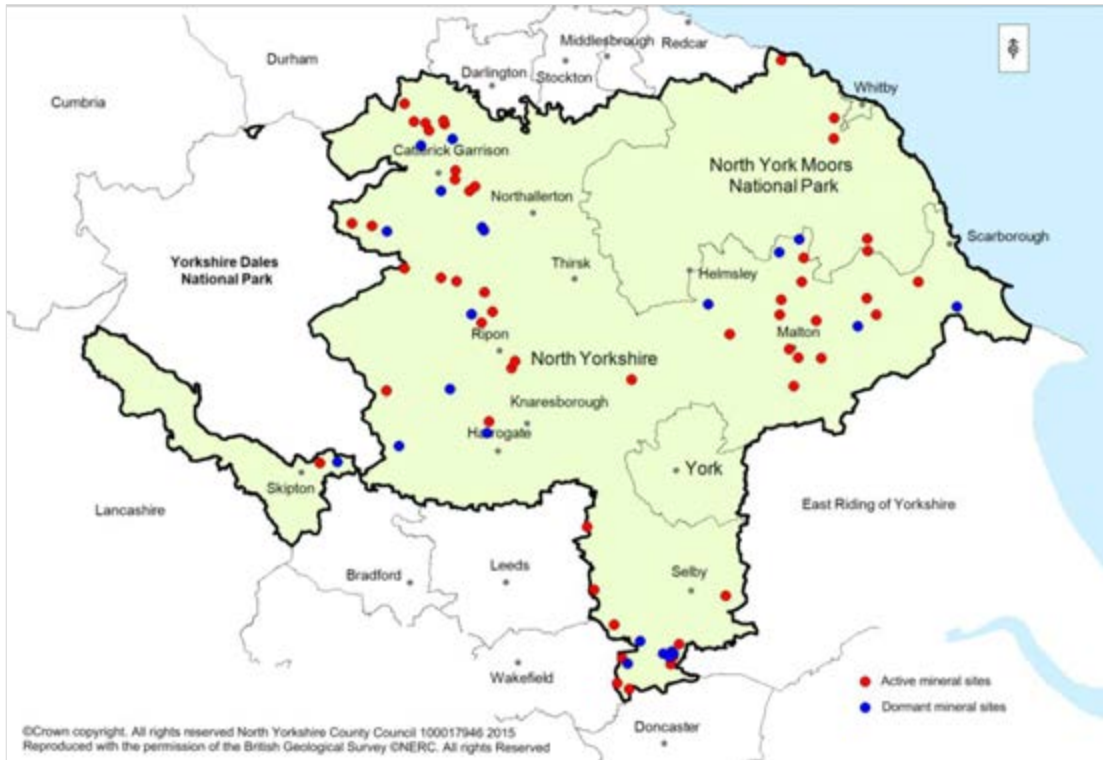 Middlesbrough
Redcar
Durham
Darlington
Stockton
Cumbria
Whitby
Catterick Garrison
North York Moors
National Park
Northallerton
Scarborough
Yorkshire Dales
National Park
Thirsk
Helmsley
Malton
Ripon
North Yorkshire
Knaresborough
Harrogate
York
Skipton
Lancashire
East Riding of Yorkshire
Leeds
Bradford
Selby
Wakefield
Active mineral sites
Dormant mineral sites
Doncaster
©Crown copyright. All rights reserved North Yorkshire County Council 100017946 2015
Reproduced with the permission of the British Geological Survey ©NERC. All rights Reserved